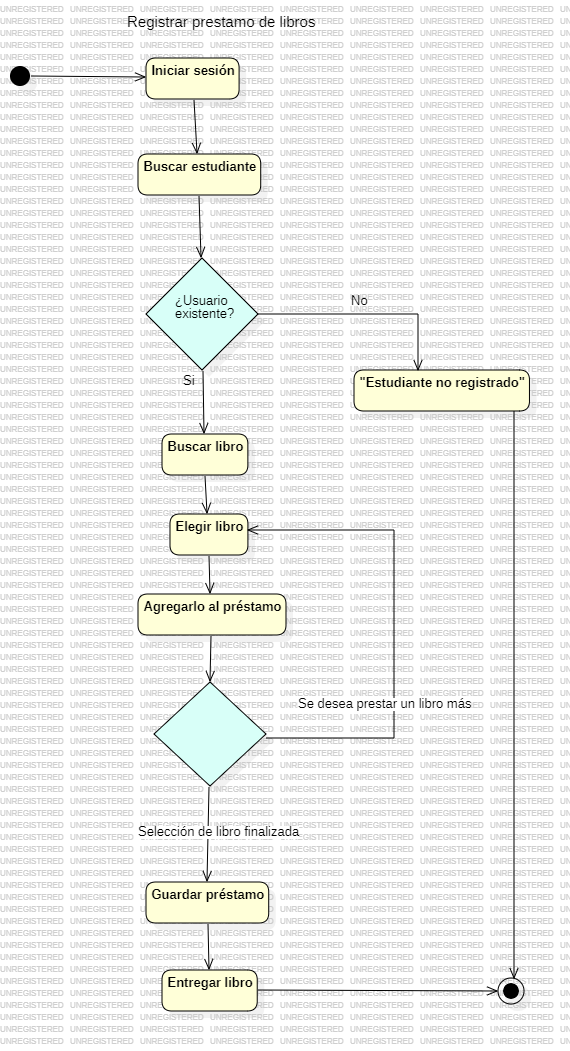 Registrar prestamo de libros
Iniciar sesión
Buscar estudiante
¿Usuario
existente?
No
Si
"Estudiante no registrado"
Buscar libro
Elegir libro
Agregarlo al préstamo
Se desea prestar un libro más
Selección de libro finalizada
Guardar préstamo
Entregar libro
UNREGISTERED